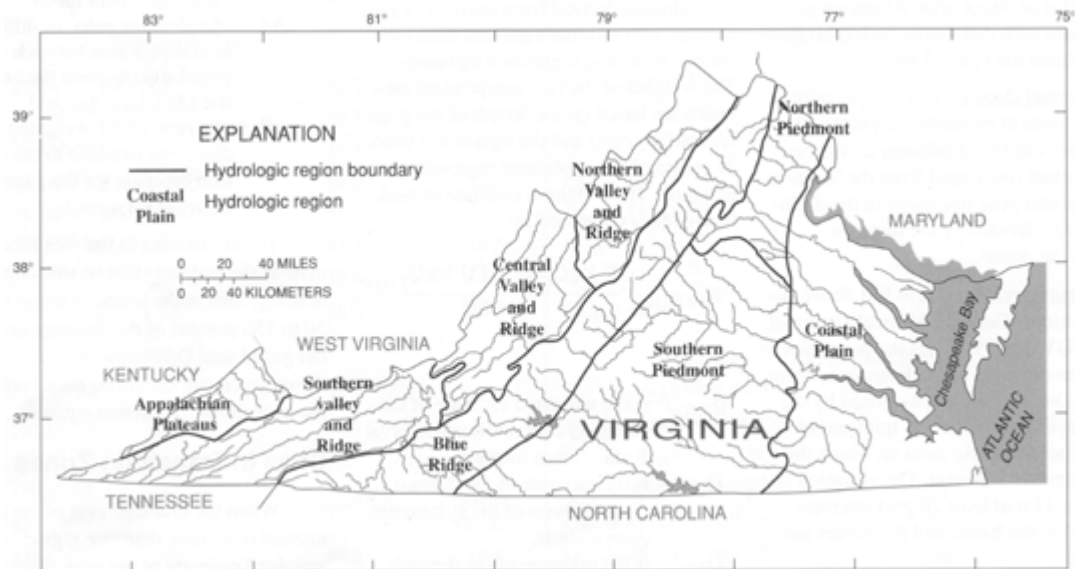 83°
81°
79°
77°
75°
39°
38°
37°
EXPLANATION
Hydrologic region boundary
Coastal
Plain
Hydrologic region
0 20 40 MILES
0 20 40 KILOMETERS
Northern
Piedmont
Northern
Valley
and
Ridge
MARYLAND
Central
Valley
and
Ridge
WEST VIRGINIA
KENTUCKY
Appalachian
Plateaus
Southern
Valley
and
Ridge
Blue
Ridge
Southern
Piedmont
VIRGINIA
Coastal
Plain
Chesapeake Bay
ATLANTIC
OCEAN
TENNESSEE
NORTH CAROLINA